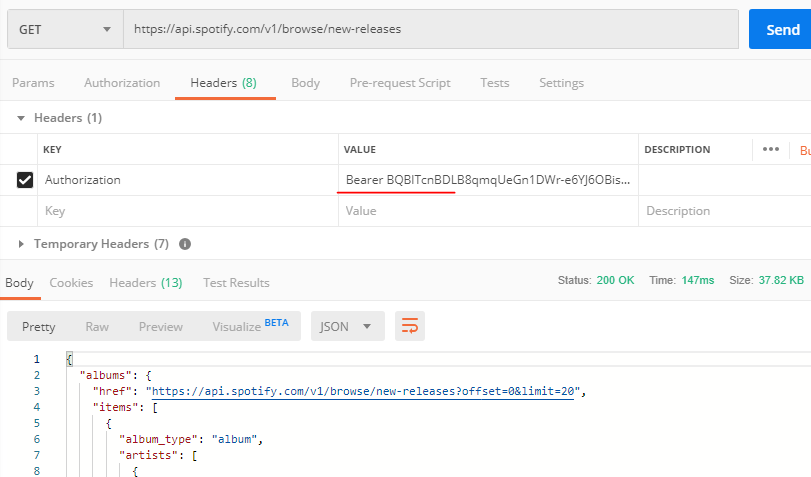 GET https://api.spotify.com/v1/browse/new-releases Send
Params Authorization Headers (8) Body Pre-request Script Tests Settings
Headers (1)
KEY VALUE DESCRIPTION ••• Bu
Authorization Bearer BQBITcnBDLB8qmqUeGn1DWr-e6YJ6OBis...
Key Value Description
Temporary Headers (7)
Body Cookies Headers (13) Test Results Status: 200 OK Time: 147ms Size: 37.82 KB
Pretty Raw Preview Visualize BETA JSON
1 {
2 "albums": {
3 "href": "https://api.spotify.com/v1/browse/new-releases?offset=0&limit=20",
4 "items": [
5 {
6 "album_type": "album",
7 "artists": [
8 {